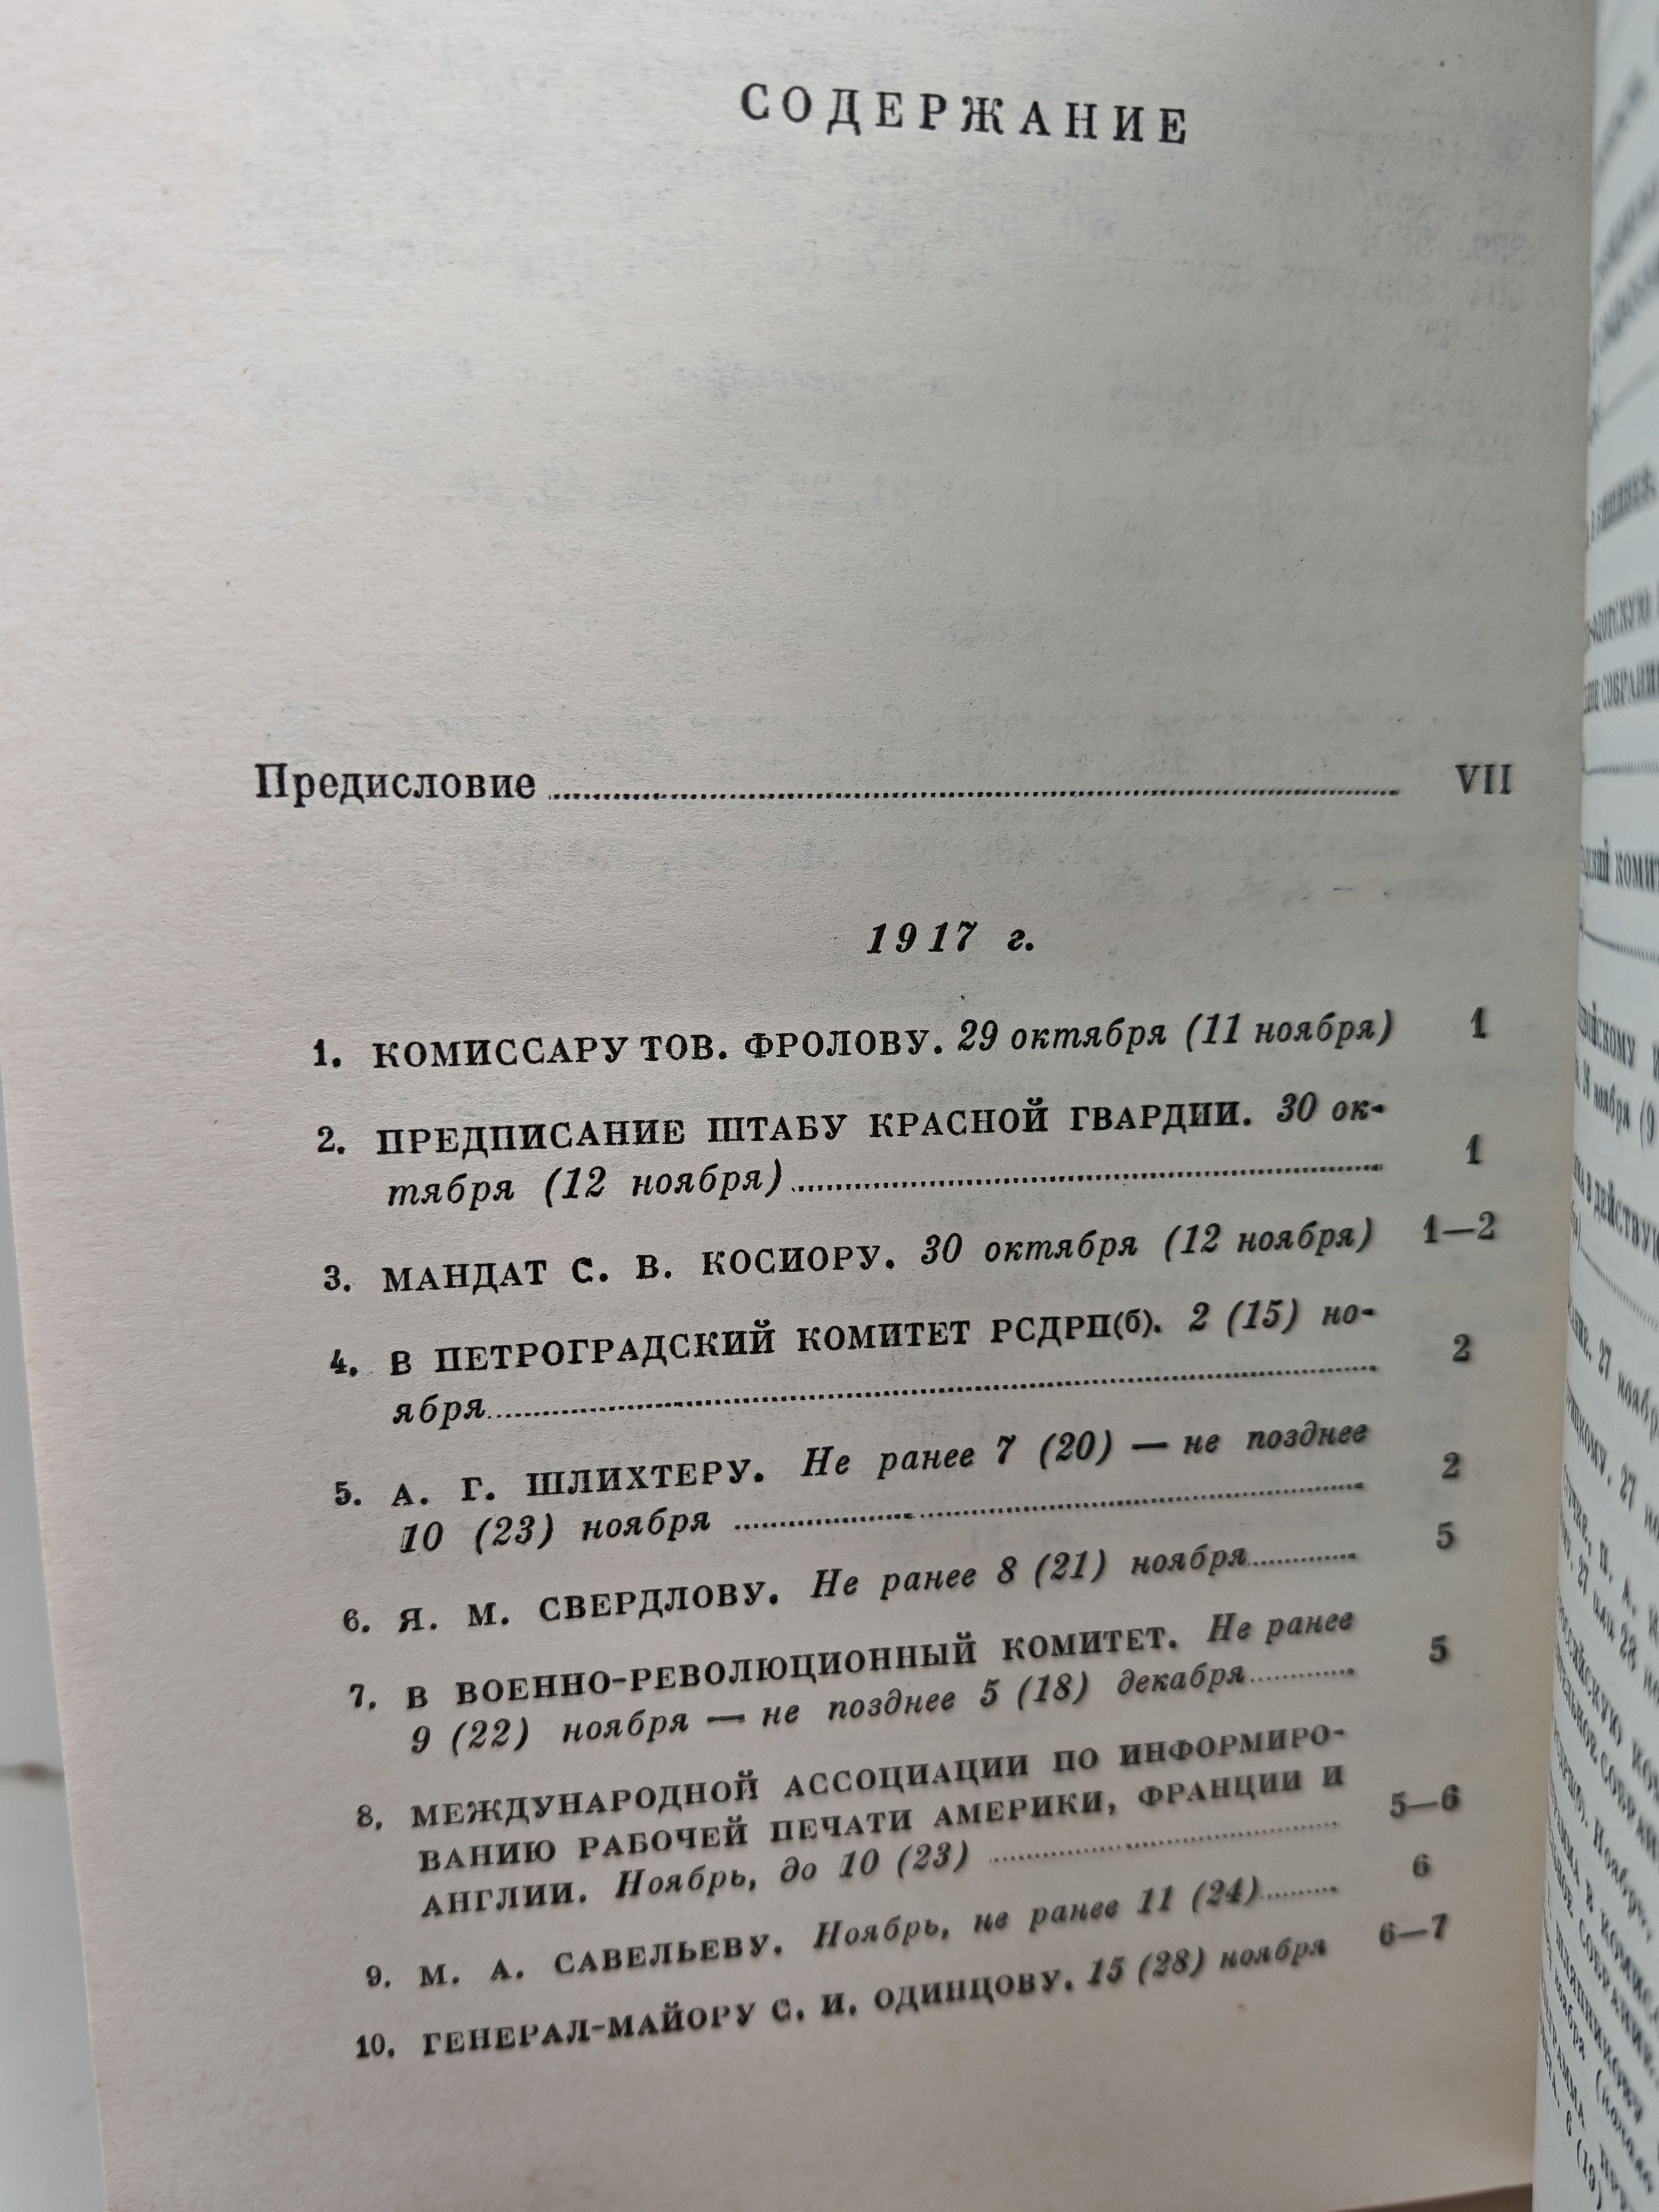 СОДЕРЖАНИЕ
Предисловие VII
1917 г.
1. КОМИССАРУ ТОВ. ФРОЛОВУ. 29 октября (11 ноября) 1
2. ПРЕДПИСАНИЕ ШТАБУ КРАСНОЙ ГВАРДИИ. 30 ок-
тября (12 ноября) 1
3. МАНДАТ С. В. КОСИОРУ. 30 октября (12 ноября) 1—2
4. В ПЕТРОГРАДСКИЙ КОМИТЕТ РСДРП(б). 2 (15) но-
ября 2
5. А. Г. ШЛИХТЕРУ. Не ранее 7 (20) — не позднее
10 (23) ноября 2
6. Я. М. СВЕРДЛОВУ. Не ранее 8 (21) ноября 5
7. В ВОЕННО-РЕВОЛЮЦИОННЫЙ КОМИТЕТ. Не ранее
9 (22) ноября — не позднее 5 (18) декабря 5
8. МЕЖДУНАРОДНОЙ АССОЦИАЦИИ ПО ИНФОРМИРО-
ВАНИЮ РАБОЧЕЙ ПЕЧАТИ АМЕРИКИ, ФРАНЦИИ И
АНГЛИИ. Ноябрь, до 10 (23) 5—6
9. М. А. САВЕЛЬЕВУ. Ноябрь, не ранее 11 (24) 6
10. ГЕНЕРАЛ-МАЙОРУ С. И. ОДИНЦОВУ. 15 (28) ноября 6—7